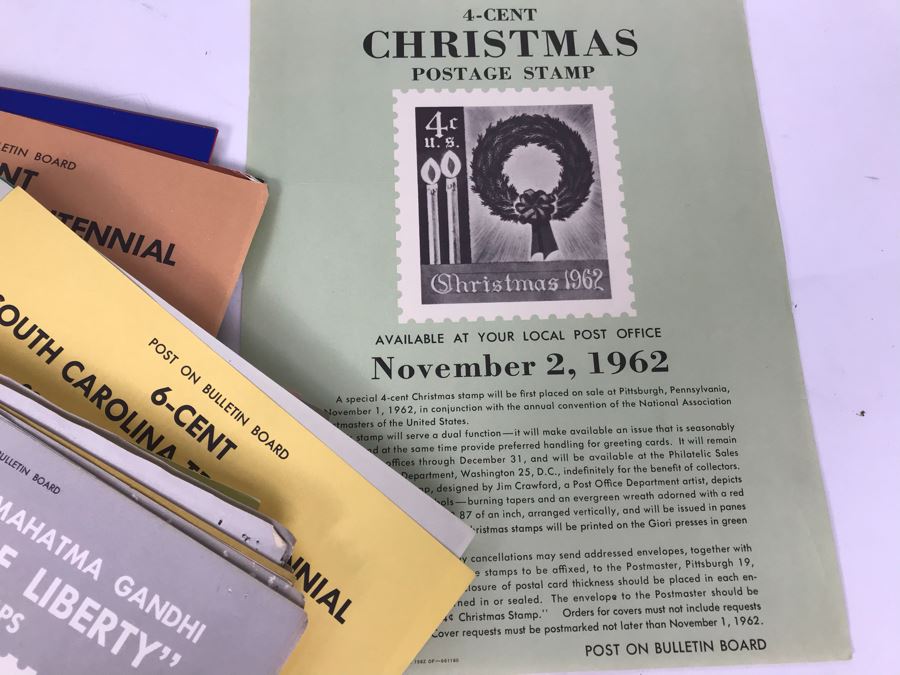 4-CENT
CHRISTMAS
POSTAGE STAMP
4c
u.s.
Christmas 1962
AVAILABLE AT YOUR LOCAL POST OFFICE
November 2, 1962
A special 4-cent Christmas stamp will be first placed on sale at Pittsburgh, Pennsylvania,
November 1, 1962, in conjunction with the annual convention of the National Association
tmasters of the United States.
stamp will serve a dual function—it will make available an issue that is seasonably
nd at the same time provide preferred handling for greeting cards. It will remain
offices through December 31, and will be available at the Philatelic Sales
Department, Washington 25, D.C., indefinitely for the benefit of collectors.
p, designed by Jim Crawford, a Post Office Department artist, depicts
ols—burning tapers and an evergreen wreath adorned with a red
.87 of an inch, arranged vertically, and will be issued in panes
hristmas stamps will be printed on the Giori presses in green
y cancellations may send addressed envelopes, together with
e stamps to be affixed, to the Postmaster, Pittsburgh 19,
closure of postal card thickness should be placed in each en-
ned in or sealed. The envelope to the Postmaster should be
4¢ Christmas Stamp." Orders for covers must not include requests
Cover requests must be postmarked not later than November 1, 1962.
POST ON BULLETIN BOARD
LETIN BOARD
NT
TENNIAL
POST ON BULLETIN BOARD
6-CENT
SOUTH CAROLINA
NNIAL
BULLETIN BOARD
MAHATMA GANDHI
F LIBERTY"
PS